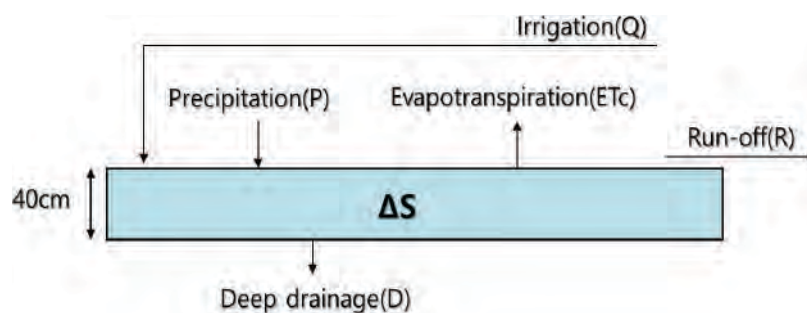 Irrigation(Q)
Precipitation(P)
Evapotranspiration(ETc)
Run-off(R)
40cm
ΔS
Deep drainage(D)